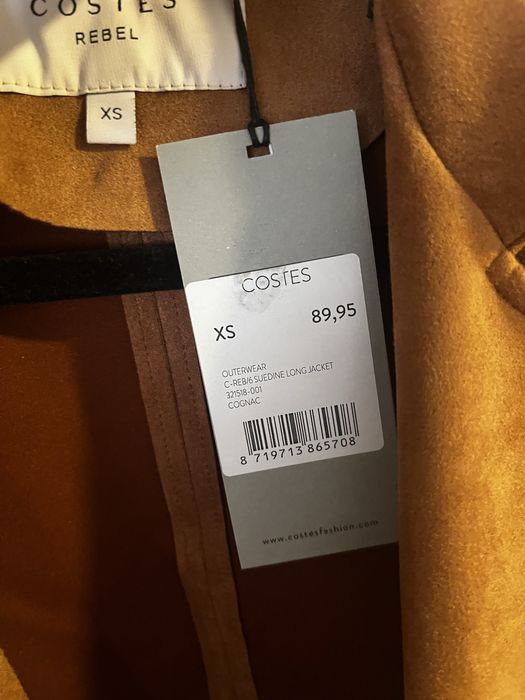 COSTES
REBEL
XS
COSTES
XS 89,95
OUTERWEAR
C-REB/6 SUEDINE LONG JACKET
321518-001
COGNAC
8 719713 865708
www.costesfashion.com